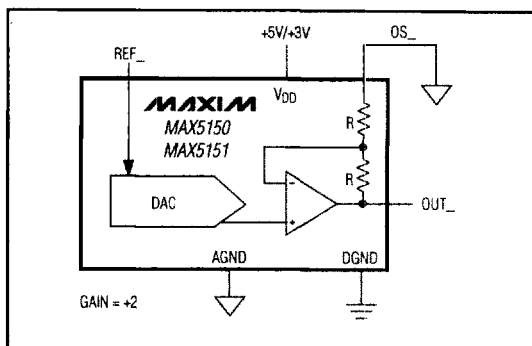 +5V/+3V
OS_
REF_
VDD
MAXIM
MAX5150
MAX5151
R
R
DAC
-
+
OUT_
AGND
DGND
GAIN = +2